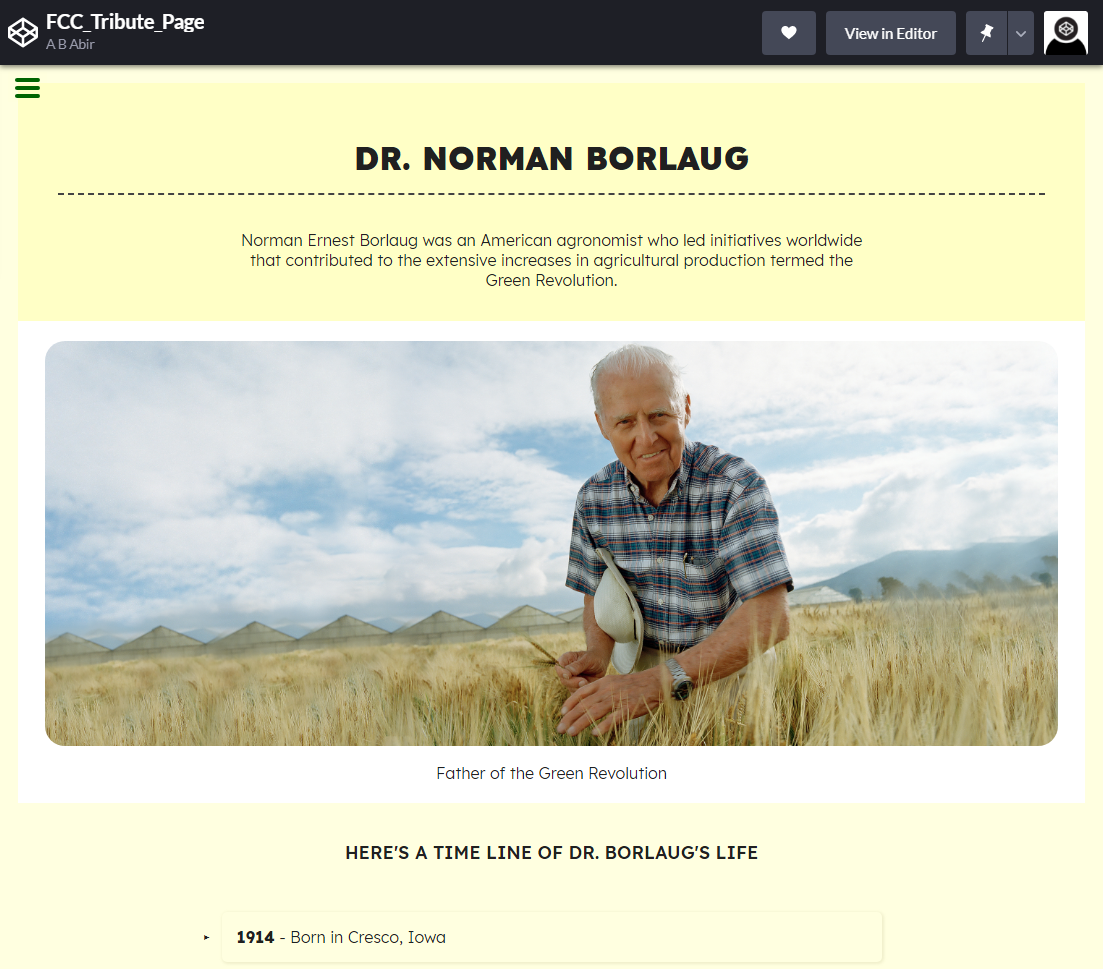 FCC_Tribute_Page
A B Abir
View in Editor
DR. NORMAN BORLAUG
Norman Ernest Borlaug was an American agronomist who led initiatives worldwide
that contributed to the extensive increases in agricultural production termed the
Green Revolution.
Father of the Green Revolution
HERE'S A TIME LINE OF DR. BORLAUG'S LIFE
1914 - Born in Cresco, Iowa